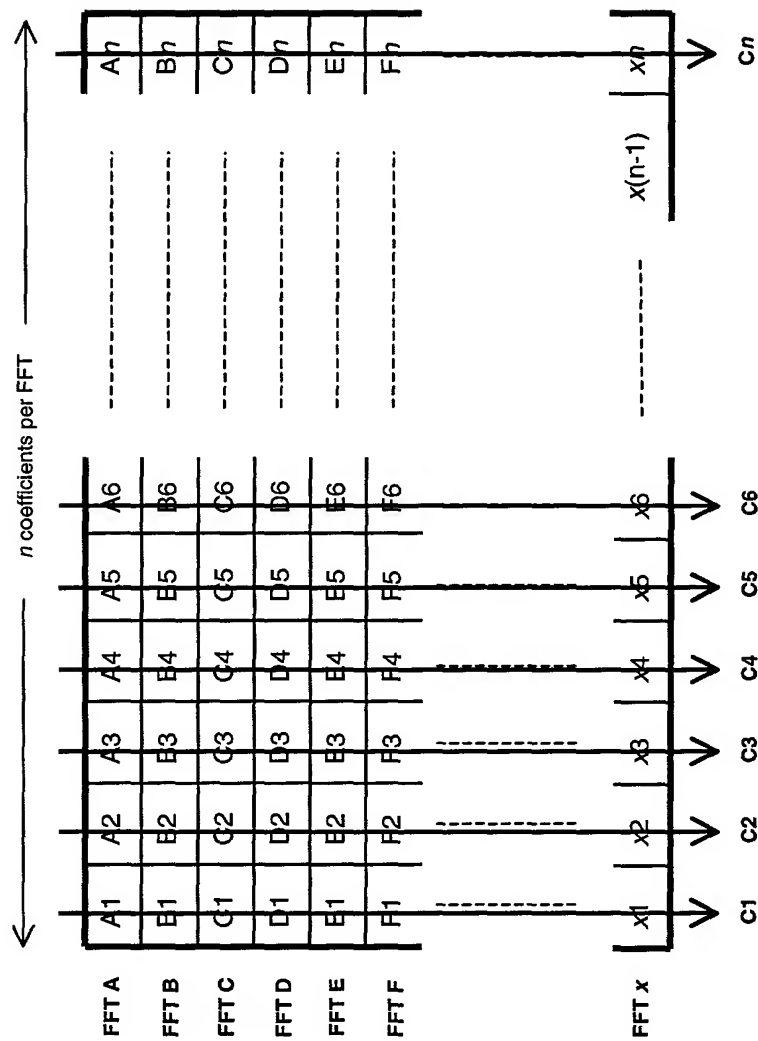 n coefficients per FFT
FFT A A1 A2 A3 A4 A5 A6 An
FFT B B1 B2 B3 B4 B5 B6 Bn
FFT C C1 C2 C3 C4 C5 C6 Cn
FFT D D1 D2 D3 D4 D5 D6 Dn
FFT E E1 E2 E3 E4 E5 E6 En
FFT F F1 F2 F3 F4 F5 F6 Fn
FFT x x1 x2 x3 x4 x5 x6 x(n-1) xn
C1 C2 C3 C4 C5 C6 Cn